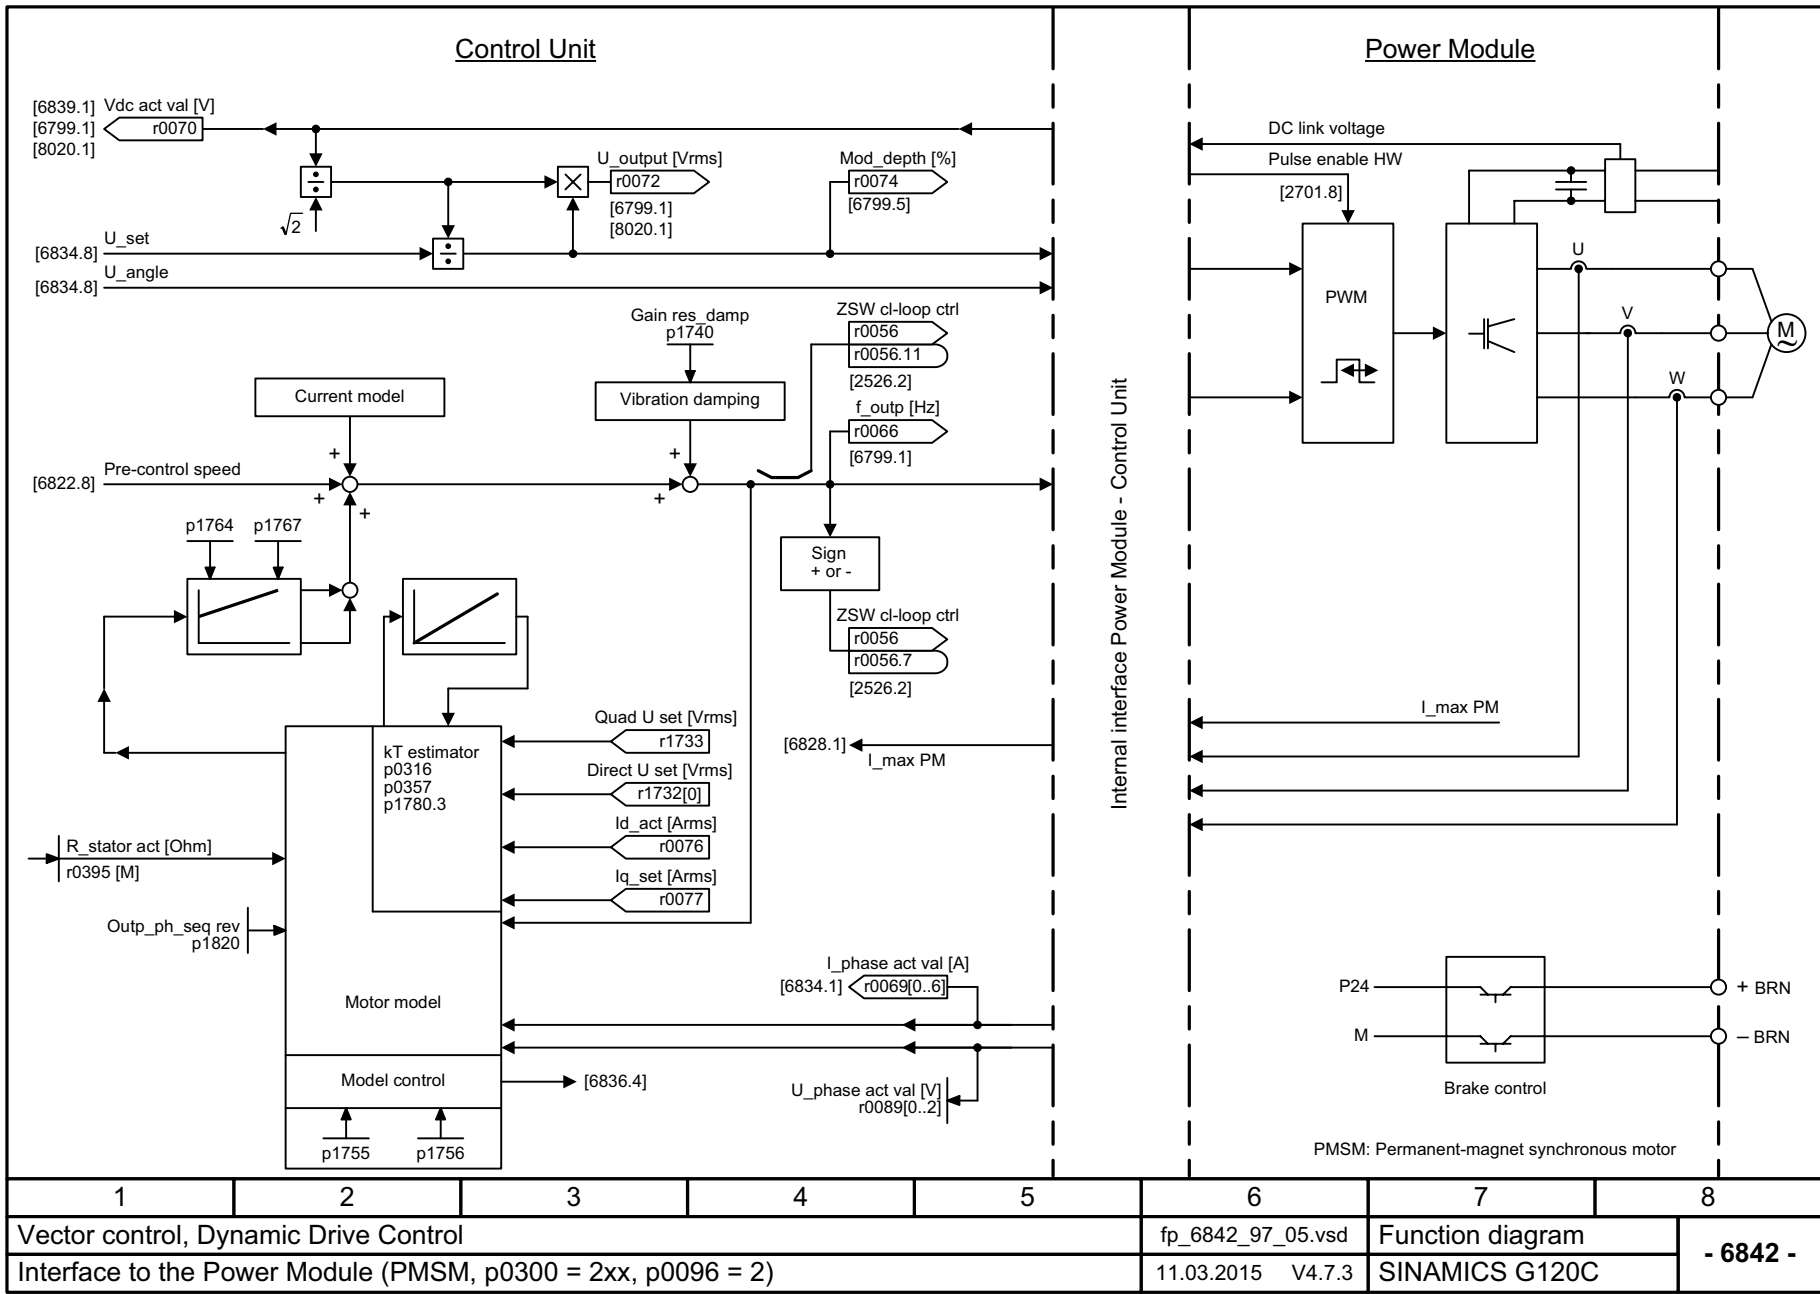 Control Unit
Power Module
[6839.1] Vdc act val [V]
[6799.1] r0070
[8020.1]
÷
√2
×
U_output [Vrms]
r0072
[6799.1]
[8020.1]
Mod_depth [%]
r0074
[6799.5]
U_set
[6834.8]
÷
U_angle
[6834.8]
DC link voltage
Pulse enable HW
[2701.8]
PWM
U
V
W
M
~
Gain res_damp
p1740
Vibration damping
Current model
ZSW cl-loop ctrl
r0056
r0056.11
[2526.2]
f_outp [Hz]
r0066
[6799.1]
[6822.8] Pre-control speed
+
+
+
+
+
p1764 p1767
Sign
+ or -
ZSW cl-loop ctrl
r0056
r0056.7
[2526.2]
Internal interface Power Module - Control Unit
I_max PM
[6828.1]
I_max PM
kT estimator
p0316
p0357
p1780.3
Quad U set [Vrms]
r1733
Direct U set [Vrms]
r1732[0]
Id_act [Arms]
r0076
Iq_set [Arms]
r0077
R_stator act [Ohm]
r0395 [M]
Outp_ph_seq rev
p1820
Motor model
I_phase act val [A]
[6834.1] r0069[0..6]
Model control
[6836.4]
U_phase act val [V]
r0089[0..2]
p1755 p1756
P24
+ BRN
M
– BRN
Brake control
PMSM: Permanent-magnet synchronous motor
1 2 3 4 5 6 7 8
Vector control, Dynamic Drive Control
fp_6842_97_05.vsd
Function diagram
- 6842 -
Interface to the Power Module (PMSM, p0300 = 2xx, p0096 = 2)
11.03.2015 V4.7.3
SINAMICS G120C